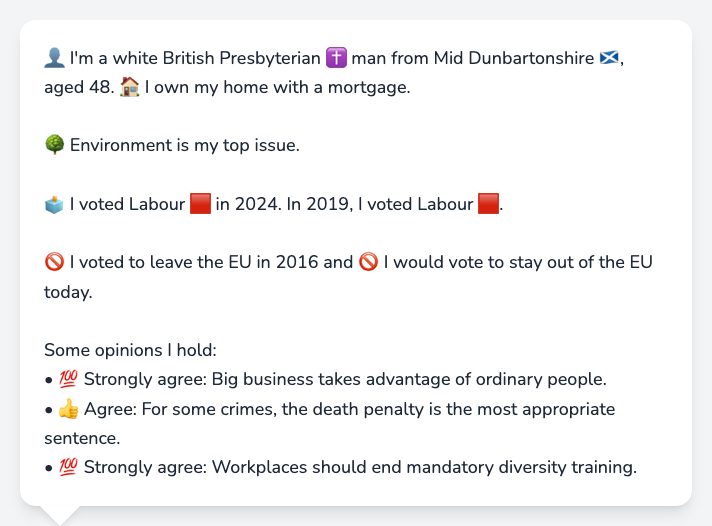 👤 I'm a white British Presbyterian ✝️ man from Mid Dunbartonshire 🏴󠁧󠁢󠁳󠁣󠁴󠁿,
aged 48. 🏠 I own my home with a mortgage.
🌳 Environment is my top issue.
🗳️ I voted Labour 🟥 in 2024. In 2019, I voted Labour 🟥.
🚫 I voted to leave the EU in 2016 and 🚫 I would vote to stay out of the EU
today.
Some opinions I hold:
• 💯 Strongly agree: Big business takes advantage of ordinary people.
• 👍 Agree: For some crimes, the death penalty is the most appropriate
sentence.
• 💯 Strongly agree: Workplaces should end mandatory diversity training.